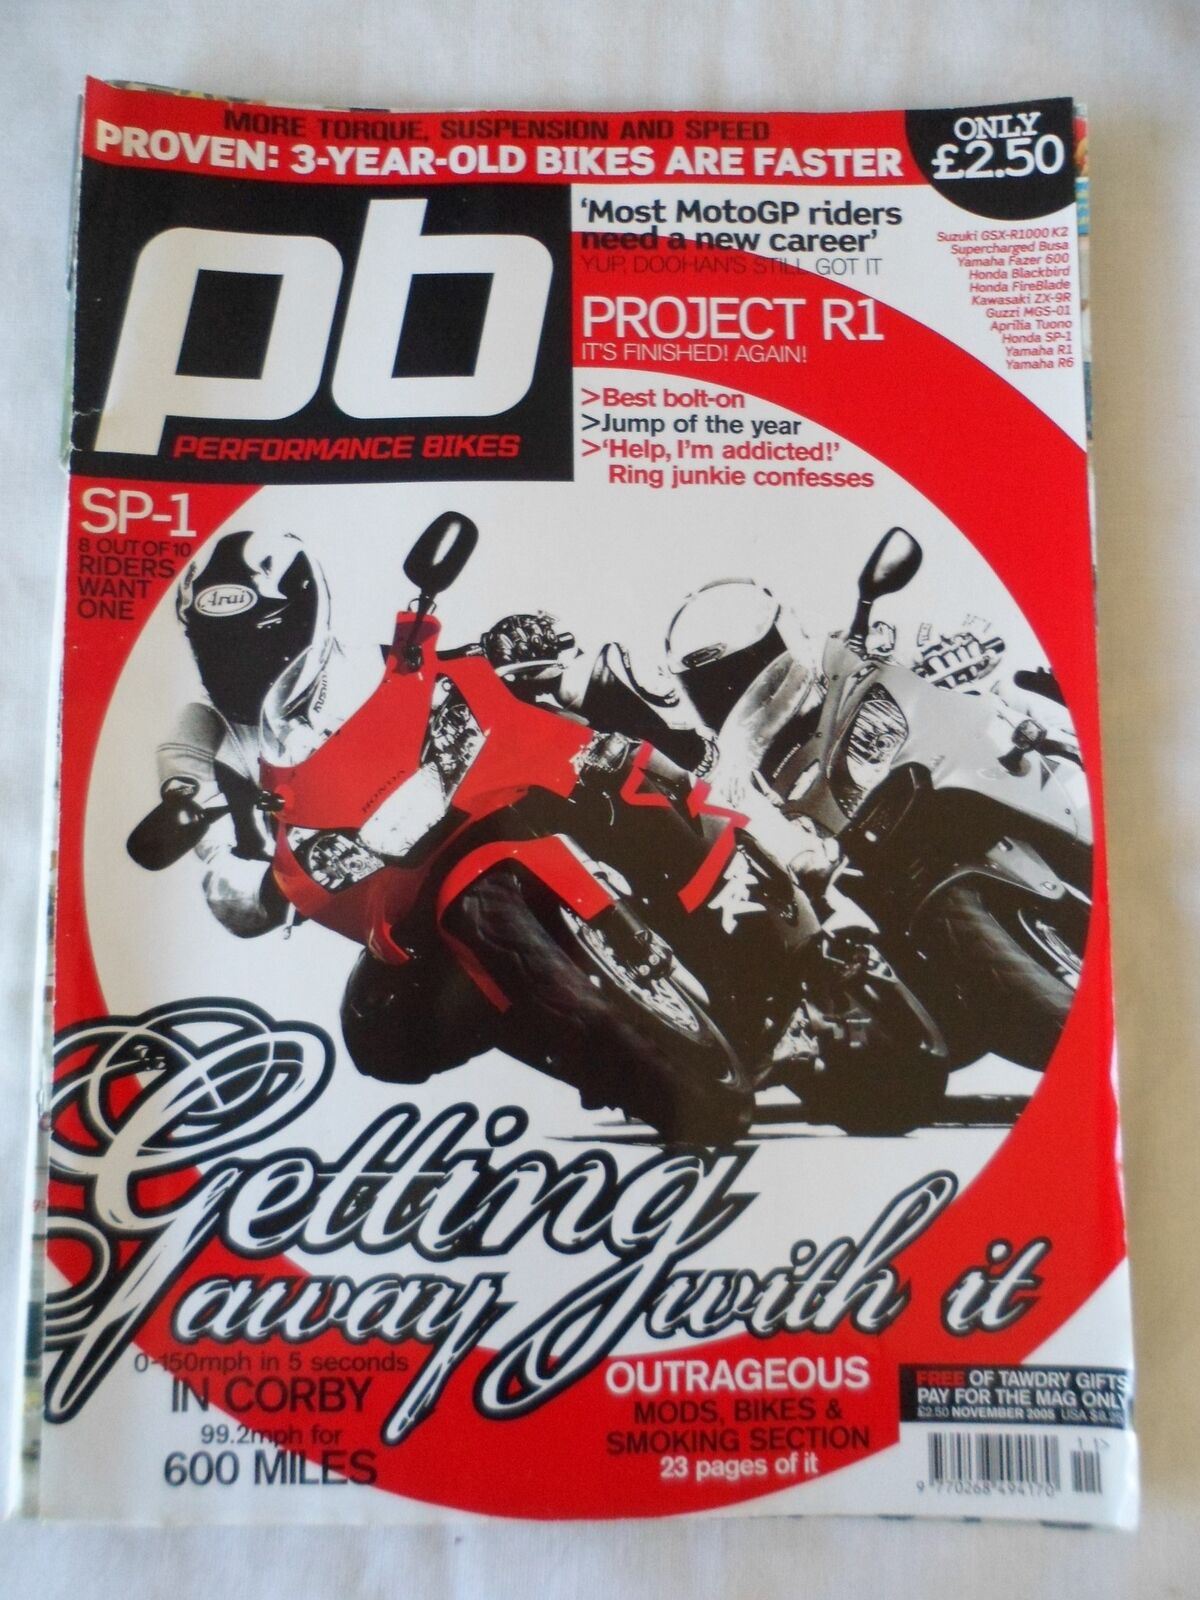 MORE TORQUE, SUSPENSION AND SPEED
PROVEN: 3-YEAR-OLD BIKES ARE FASTER
ONLY
£2.50
pb
PERFORMANCE BIKES
'Most MotoGP riders
need a new career'
YUP, DOOHAN'S STILL GOT IT
PROJECT R1
IT'S FINISHED! AGAIN!
>Best bolt-on
>Jump of the year
>'Help, I'm addicted!'
Ring junkie confesses
Suzuki GSX-R1000 K2
Supercharged Busa
Yamaha Fazer 600
Honda Blackbird
Honda FireBlade
Kawasaki ZX-9R
Guzzi MGS-01
Aprilia Tuono
Honda SP-1
Yamaha R1
Yamaha R6
SP-1
8 OUT OF 10
RIDERS
WANT
ONE
Arai
HONDA
Getting
away with it
0-150mph in 5 seconds
IN CORBY
99.2mph for
600 MILES
OUTRAGEOUS
MODS, BIKES &
SMOKING SECTION
23 pages of it
FREE OF TAWDRY GIFTS
PAY FOR THE MAG ONLY
£2.50 NOVEMBER 2005 USA
11>
9 770268 494170